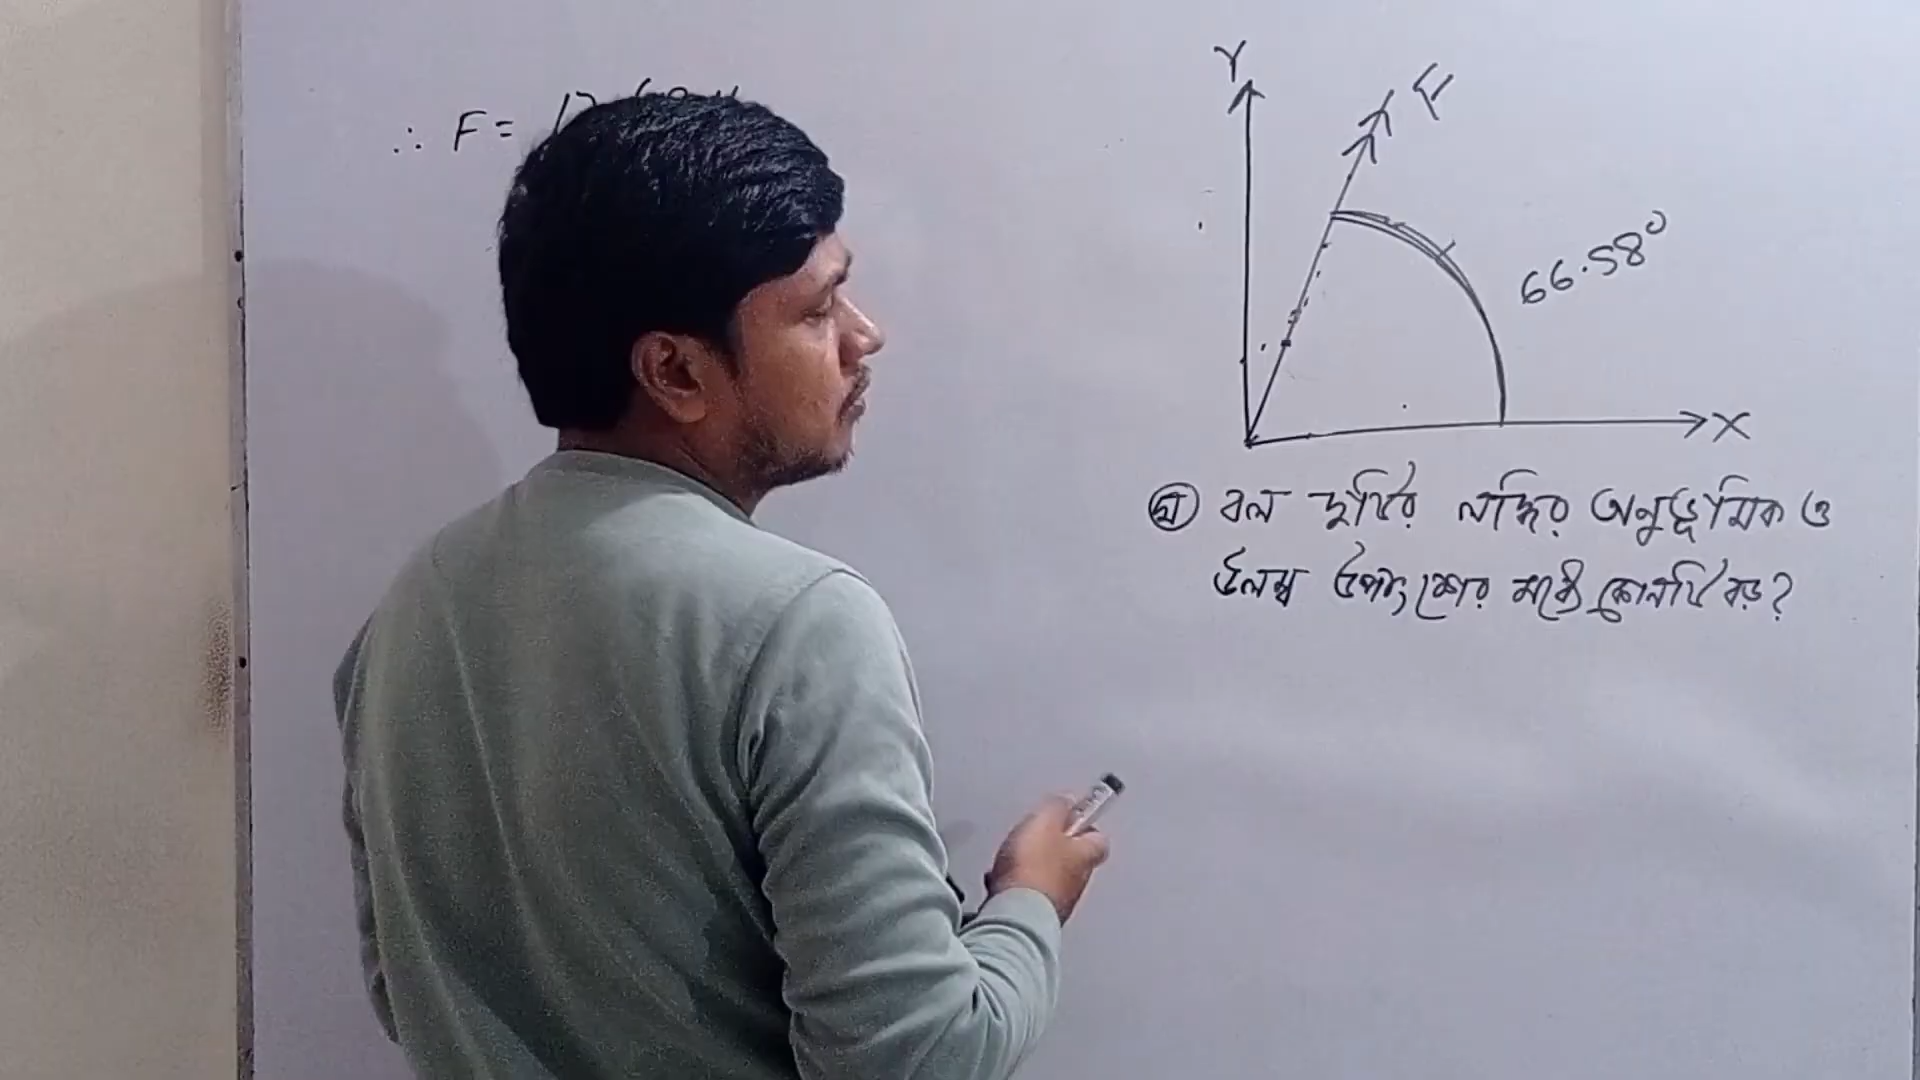 ∴ F =
Y
F
66.58°
X
ঘ বল দুটির লব্ধির অনুভূমিক ও
উলম্ব উপাংশের মধ্যে কোনটি বড়?